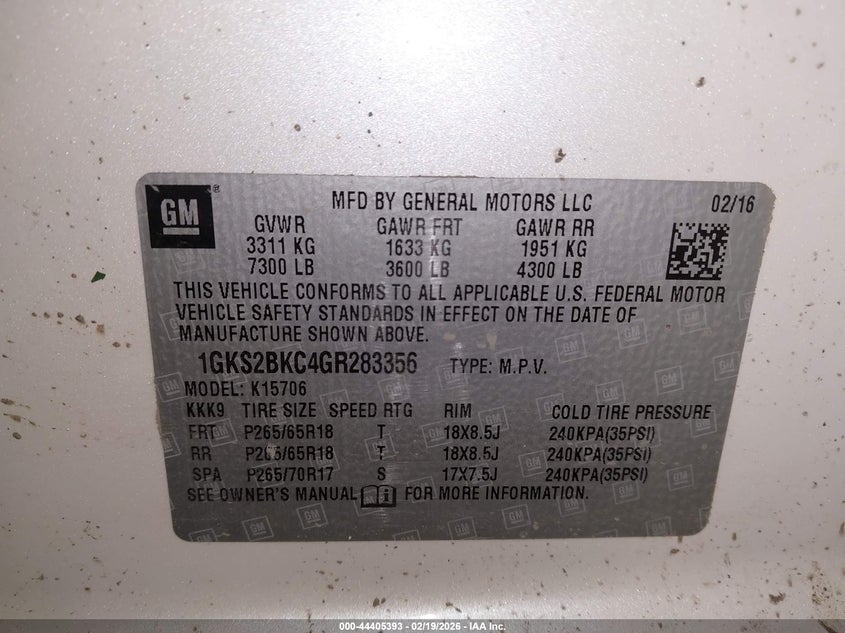 GM ®
MFD BY GENERAL MOTORS LLC 02/16
GVWR GAWR FRT GAWR RR
3311 KG 1633 KG 1951 KG
7300 LB 3600 LB 4300 LB
THIS VEHICLE CONFORMS TO ALL APPLICABLE U.S. FEDERAL MOTOR
VEHICLE SAFETY STANDARDS IN EFFECT ON THE DATE OF
MANUFACTURE SHOWN ABOVE.
1GKS2BKC4GR283356 TYPE: M.P.V.
MODEL: K15706
KKK9 TIRE SIZE SPEED RTG RIM COLD TIRE PRESSURE
FRT P265/65R18 T 18X8.5J 240KPA(35PSI)
RR P265/65R18 T 18X8.5J 240KPA(35PSI)
SPA P265/70R17 S 17X7.5J 240KPA(35PSI)
SEE OWNER'S MANUAL FOR MORE INFORMATION.
000-44405393 - 02/19/2026 - IAA Inc.